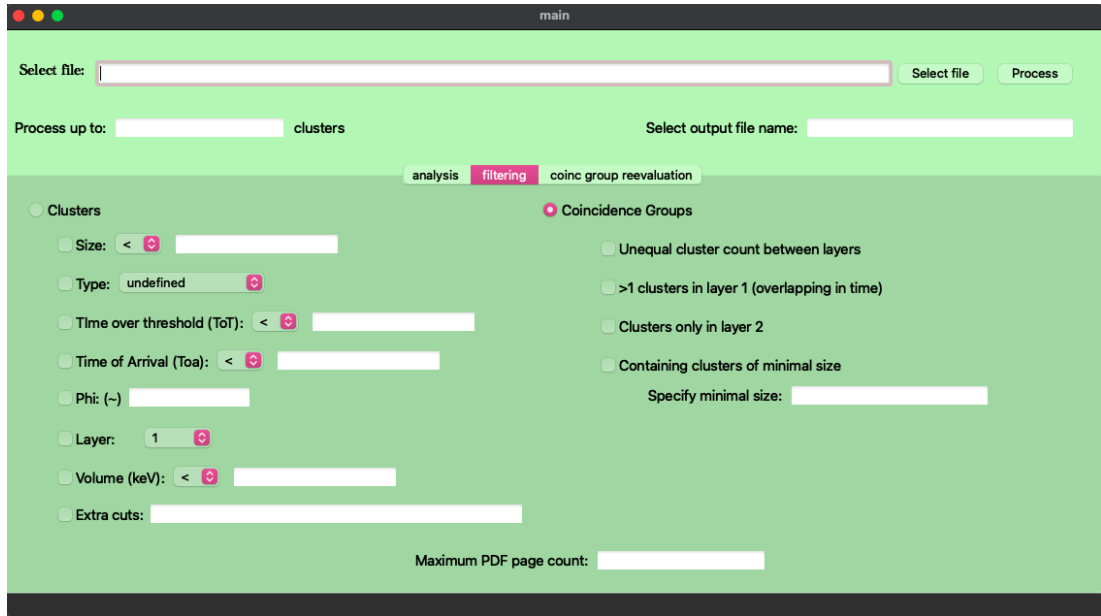 main
Select file: Select file Process
Process up to: clusters Select output file name:
analysis filtering coinc group reevaluation
Clusters Coincidence Groups
Size: < Unequal cluster count between layers
Type: undefined >1 clusters in layer 1 (overlapping in time)
TIme over threshold (ToT): < Clusters only in layer 2
Time of Arrival (Toa): < Containing clusters of minimal size
Phi: (~) Specify minimal size:
Layer: 1
Volume (keV): <
Extra cuts:
Maximum PDF page count: